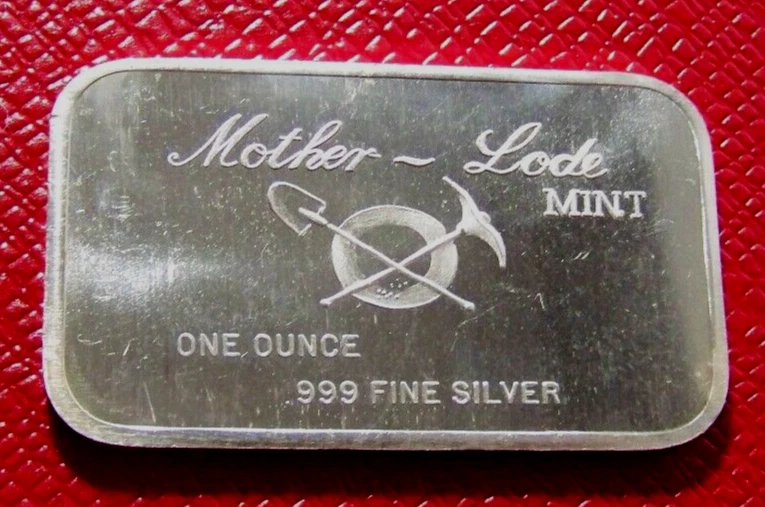 Mother ~ Lode
MINT
ONE OUNCE
.999 FINE SILVER